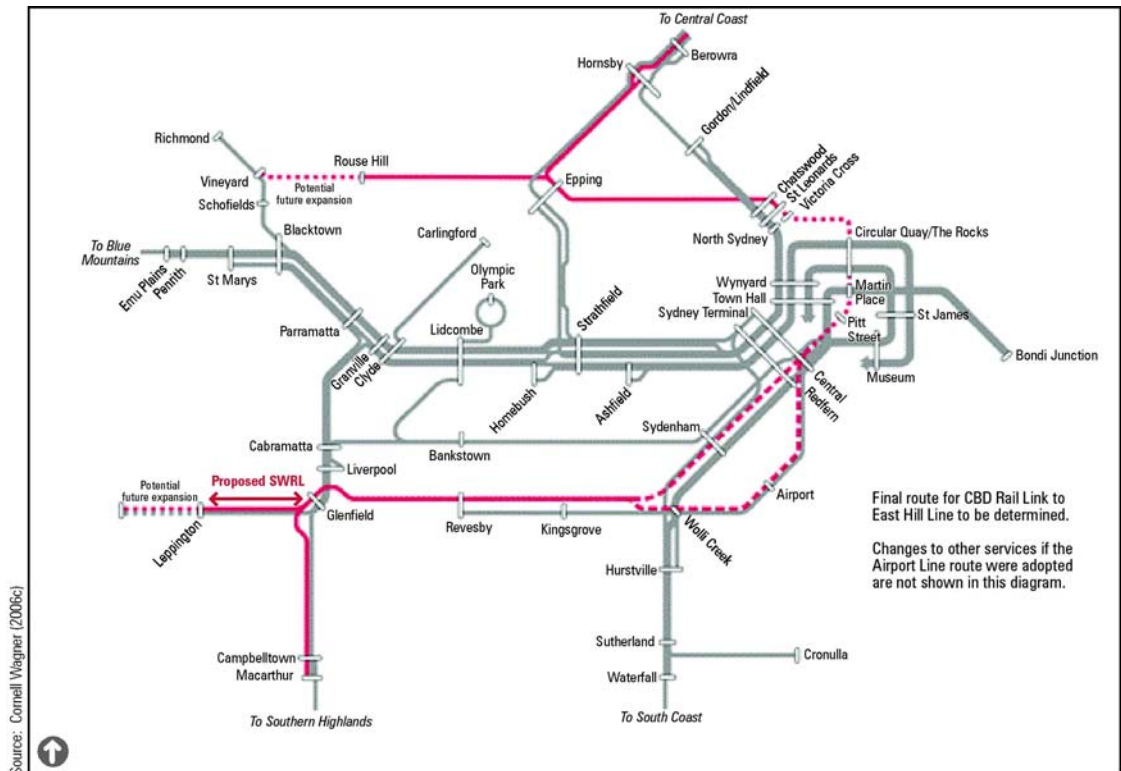 To Central Coast
Berowra
Hornsby
Gordon/Lindfield
Richmond
Rouse Hill
Chatswood
St Leonards
Victoria Cross
Vineyard
Potential
future expansion
Epping
Schofields
Blacktown
Carlingford
North Sydney
Circular Quay/The Rocks
To Blue
Mountains
Emu Plains
Penrith
St Marys
Olympic
Park
Wynyard
Town Hall
Sydney Terminal
Martin
Place
Pitt
Street
St James
Parramatta
Lidcombe
Strathfield
Bondi Junction
Granville
Clyde
Museum
Homebush
Ashfield
Central
Redfern
Sydenham
Cabramatta
Bankstown
Liverpool
Potential
future expansion
Proposed SWRL
Airport
Leppington
Glenfield
Revesby
Kingsgrove
Wolli Creek
Final route for CBD Rail Link to
East Hill Line to be determined.
Changes to other services if the
Airport Line route were adopted
are not shown in this diagram.
Hurstville
Sutherland
Cronulla
Campbelltown
Macarthur
Waterfall
To Southern Highlands
To South Coast
Source: Cornell Wagner (2006c)